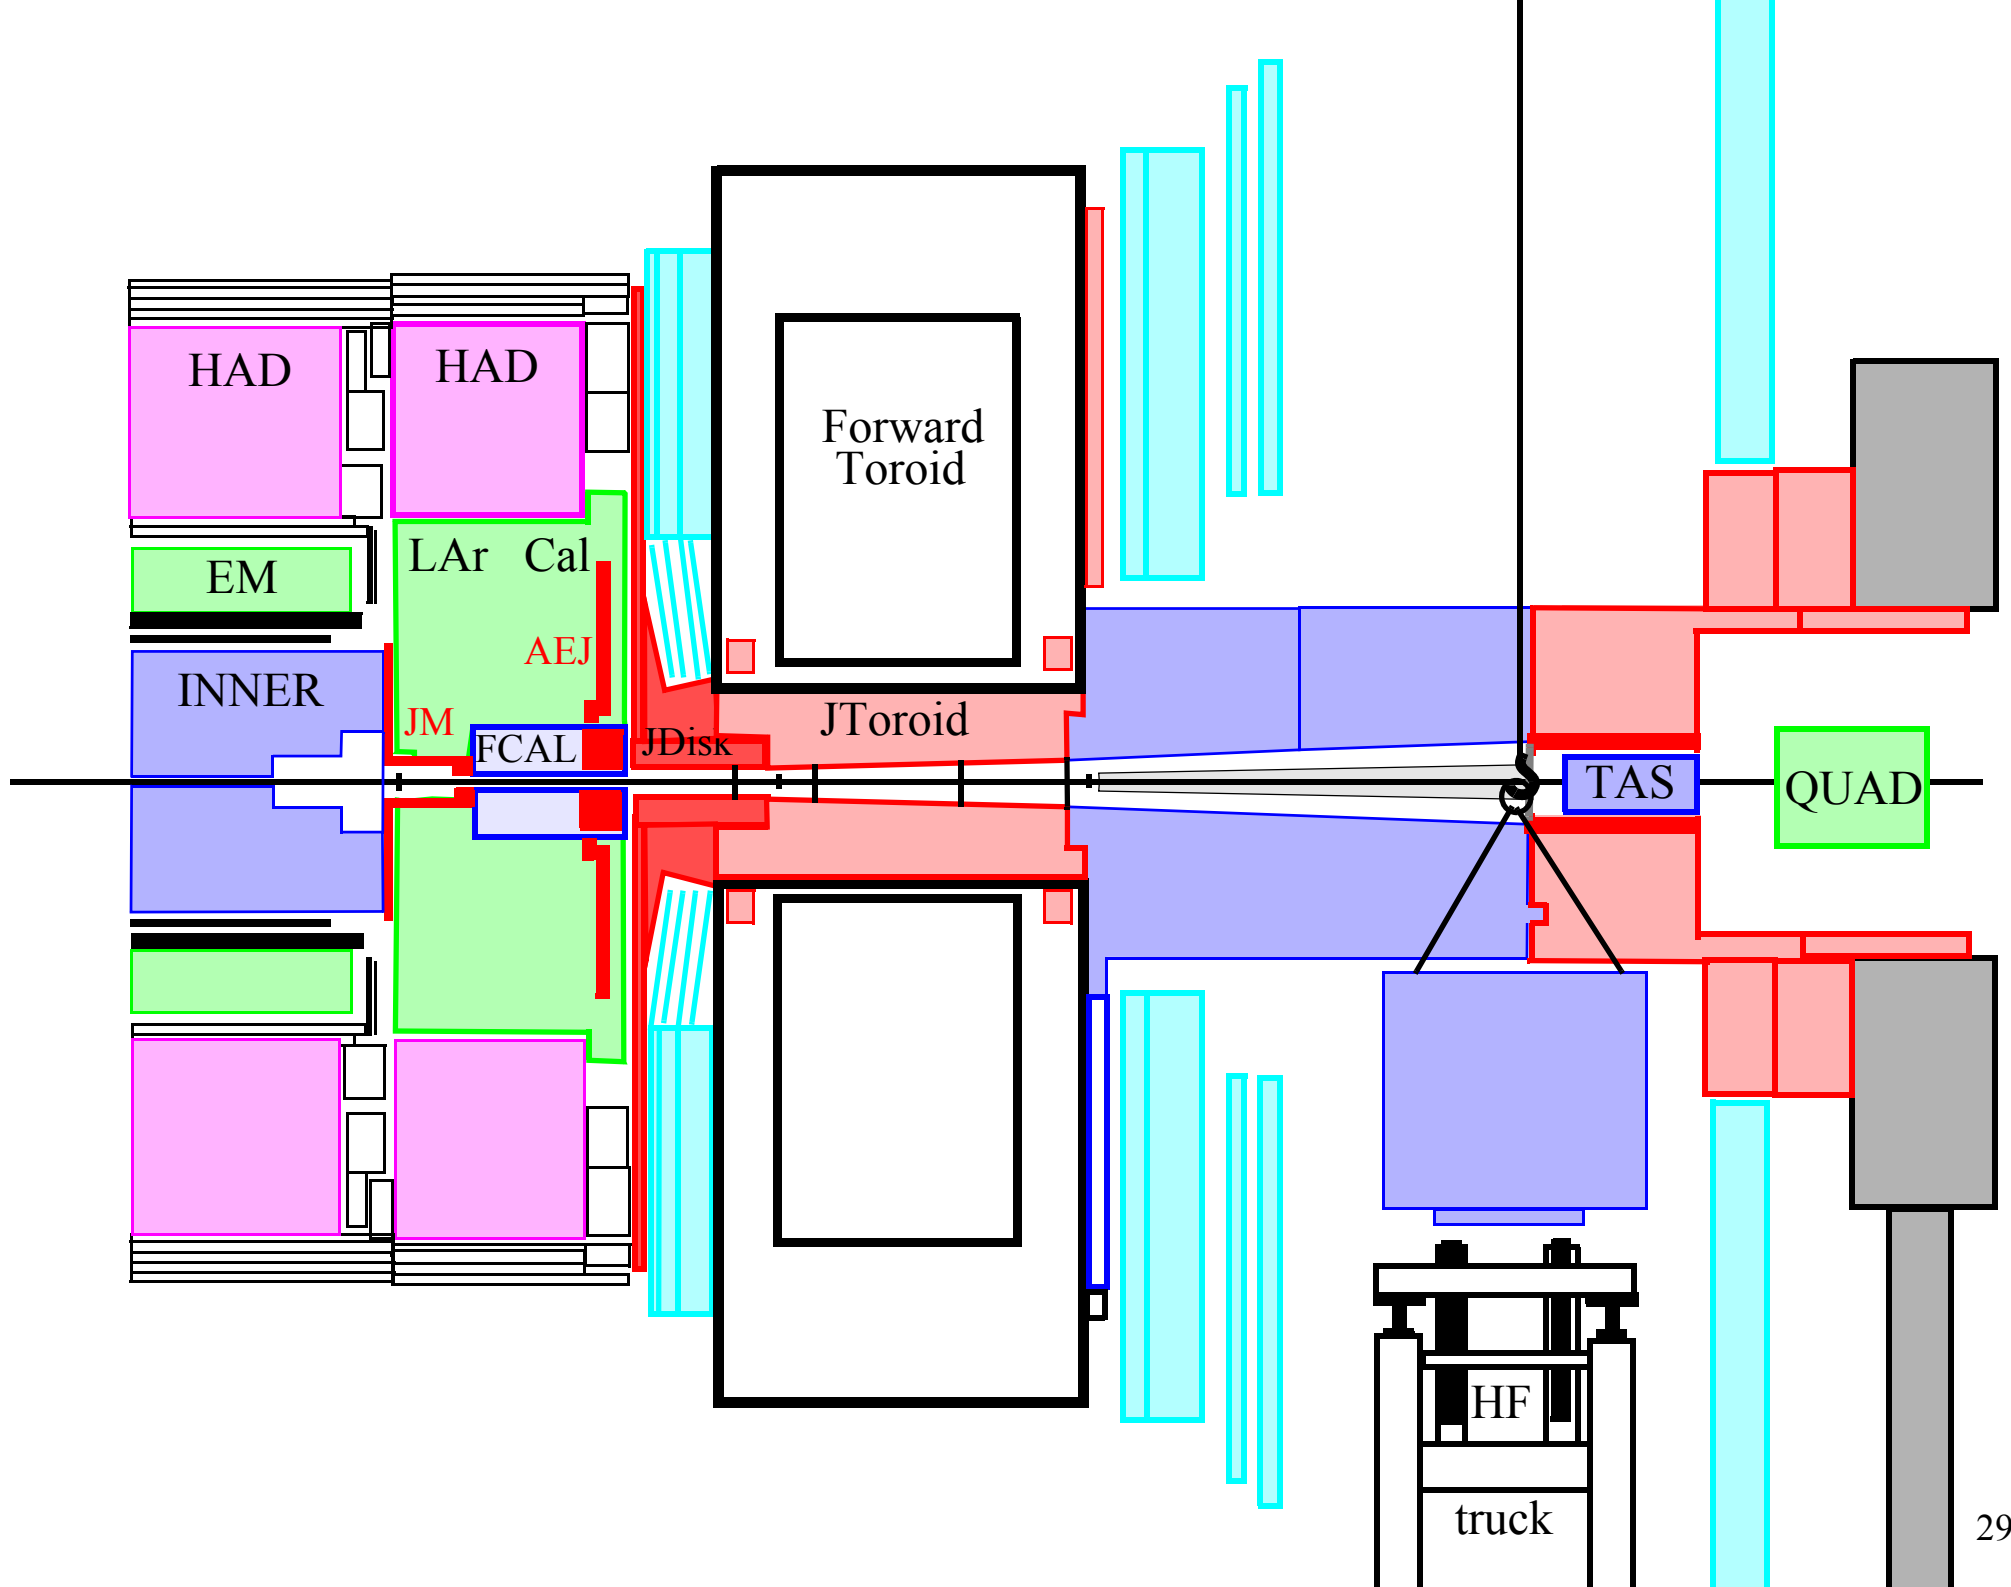 HAD
HAD
Forward
Toroid
LAr Cal
EM
AEJ
INNER
JM
JToroid
FCAL
JDisk
TAS
QUAD
HF
truck
29